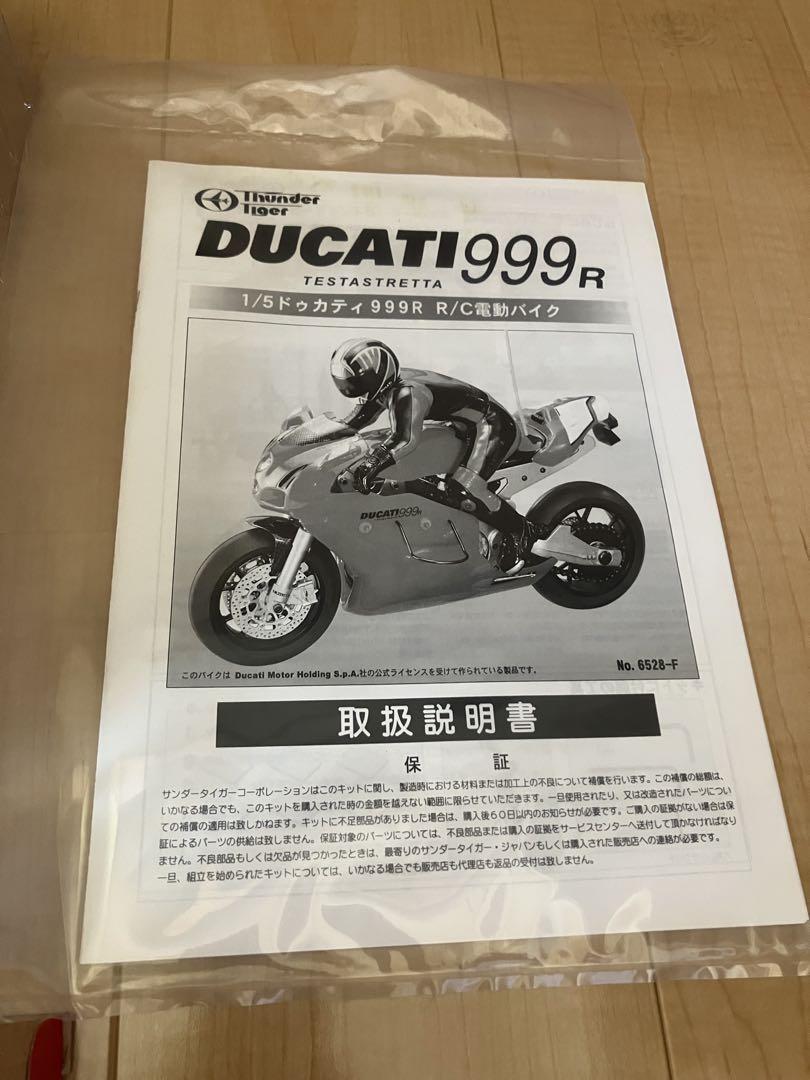 Thunder
Tiger
DUCATI999R
TESTASTRETTA
1/5ドゥカティ999R R/C電動バイク
DUCATI999R
このバイクは Ducati Motor Holding S.p.A.社の公式ライセンスを受けて作られている製品です。
No. 6528-F
取扱説明書
保 証
サンダータイガーコーポレーションはこのキットに関し、製造時における材料または加工上の不良について補償を行います。この補償の総額は、
いかなる場合でも、このキットを購入された時の金額を越えない範囲に限らせていただきます。一旦使用されたり、又は改造されたパーツについ
ての補償の適用は致しかねます。キットに不足部品がありました場合は、購入後60日以内のお知らせが必要です。ご購入の証拠がない場合は保
証によるパーツの供給は致しません。保証対象のパーツについては、不良部品または購入の証拠をサービスセンターへ送付して頂かなければなり
ません。不良部品もしくは欠品が見つかったときは、最寄りのサンダータイガー・ジャパンもしくは購入された販売店への連絡が必要です。
一旦、組立を始められたキットについては、いかなる場合でも販売店も代理店も返品の受付は致しません。